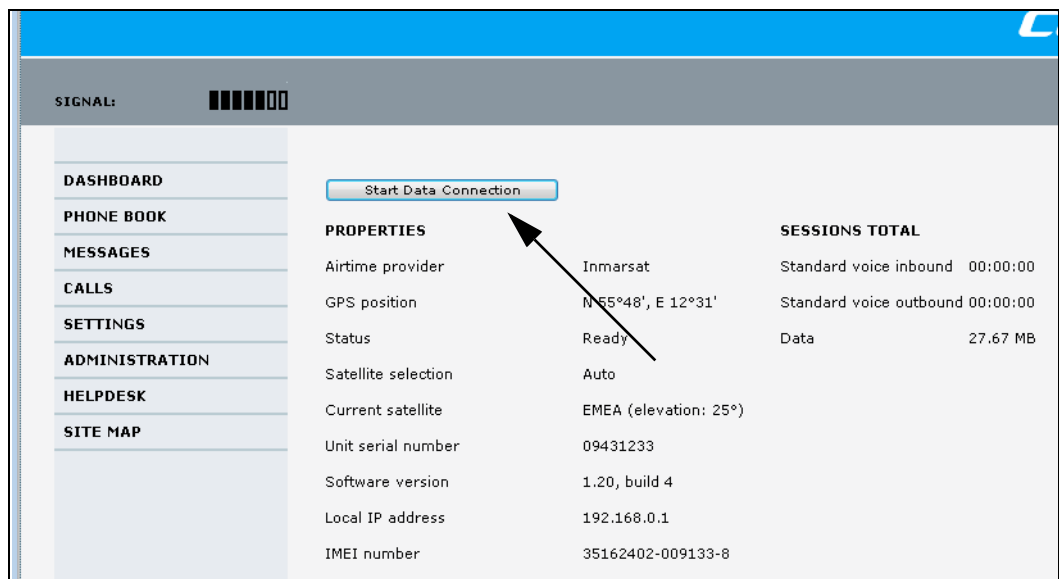 SIGNAL:
DASHBOARD
PHONE BOOK
MESSAGES
CALLS
SETTINGS
ADMINISTRATION
HELPDESK
SITE MAP
Start Data Connection
PROPERTIES
Airtime provider Inmarsat
GPS position N 55°48', E 12°31'
Status Ready
Satellite selection Auto
Current satellite EMEA (elevation: 25°)
Unit serial number 09431233
Software version 1.20, build 4
Local IP address 192.168.0.1
IMEI number 35162402-009133-8
SESSIONS TOTAL
Standard voice inbound 00:00:00
Standard voice outbound 00:00:00
Data 27.67 MB